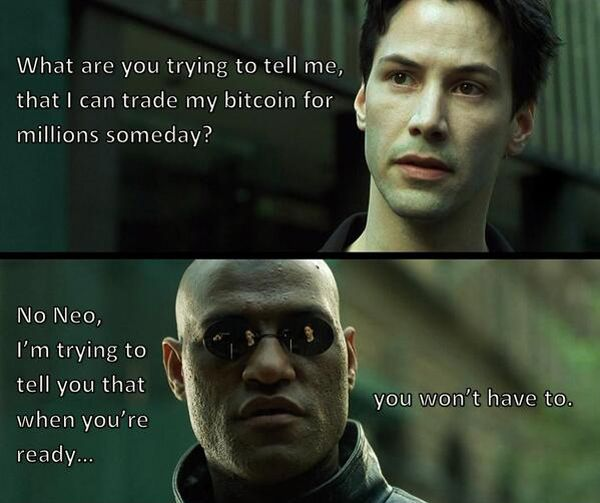 What are you trying to tell me,
that I can trade my bitcoin for
millions someday?
No Neo,
I'm trying to
tell you that
when you're
ready...
you won't have to.